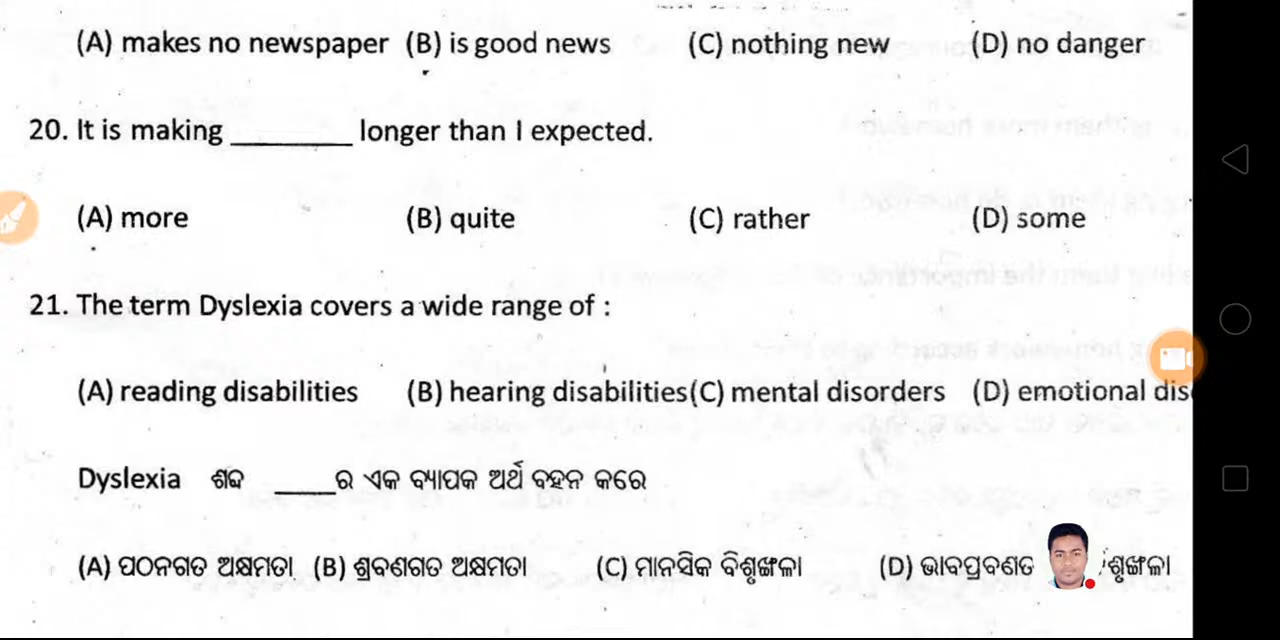 (A) makes no newspaper (B) is good news (C) nothing new (D) no danger
20. It is making ________ longer than I expected.
(A) more (B) quite (C) rather (D) some
21. The term Dyslexia covers a wide range of :
(A) reading disabilities (B) hearing disabilities (C) mental disorders (D) emotional dis
Dyslexia ଶବ୍ଦ ____ର ଏକ ବ୍ୟାପକ ଅର୍ଥ ବହନ କରେ
(A) ପଠନଗତ ଅକ୍ଷମତା (B) ଶ୍ରବଣଗତ ଅକ୍ଷମତା (C) ମାନସିକ ବିଶୃଙ୍ଖଳା (D) ଭାବପ୍ରବଣତ ଶୃଙ୍ଖଳା